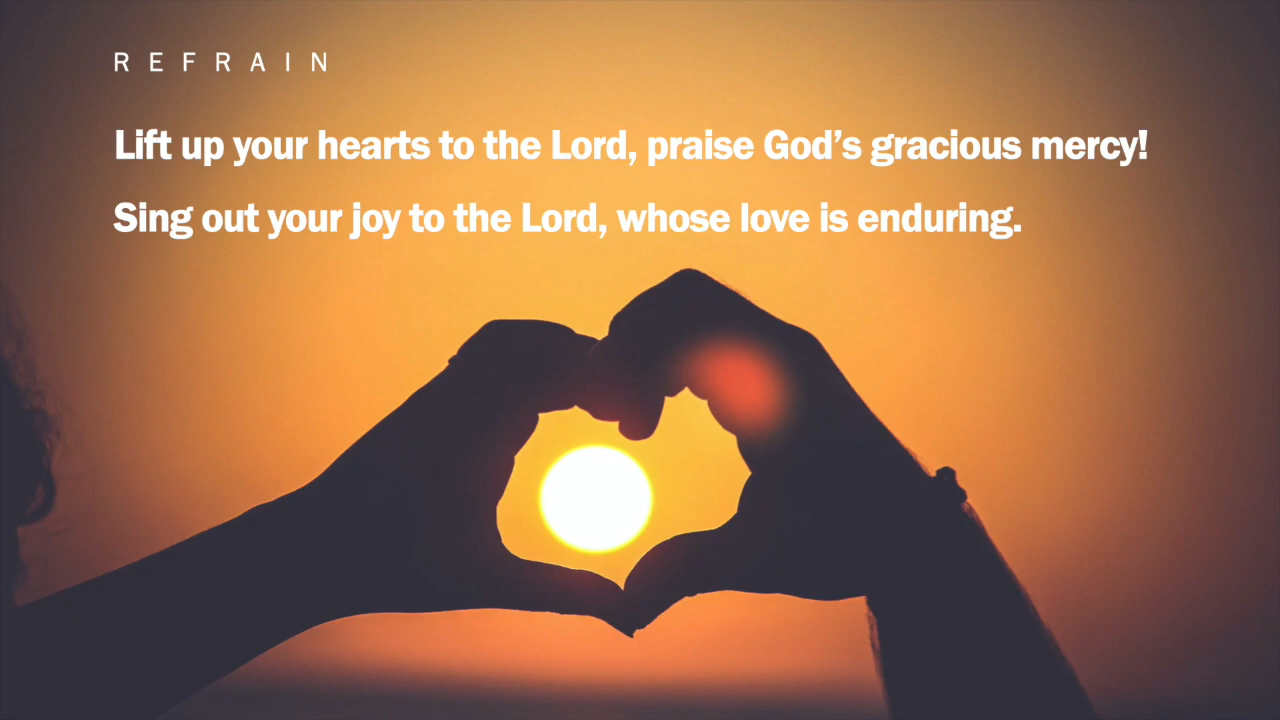 REFRAIN
Lift up your hearts to the Lord, praise God’s gracious mercy!
Sing out your joy to the Lord, whose love is enduring.